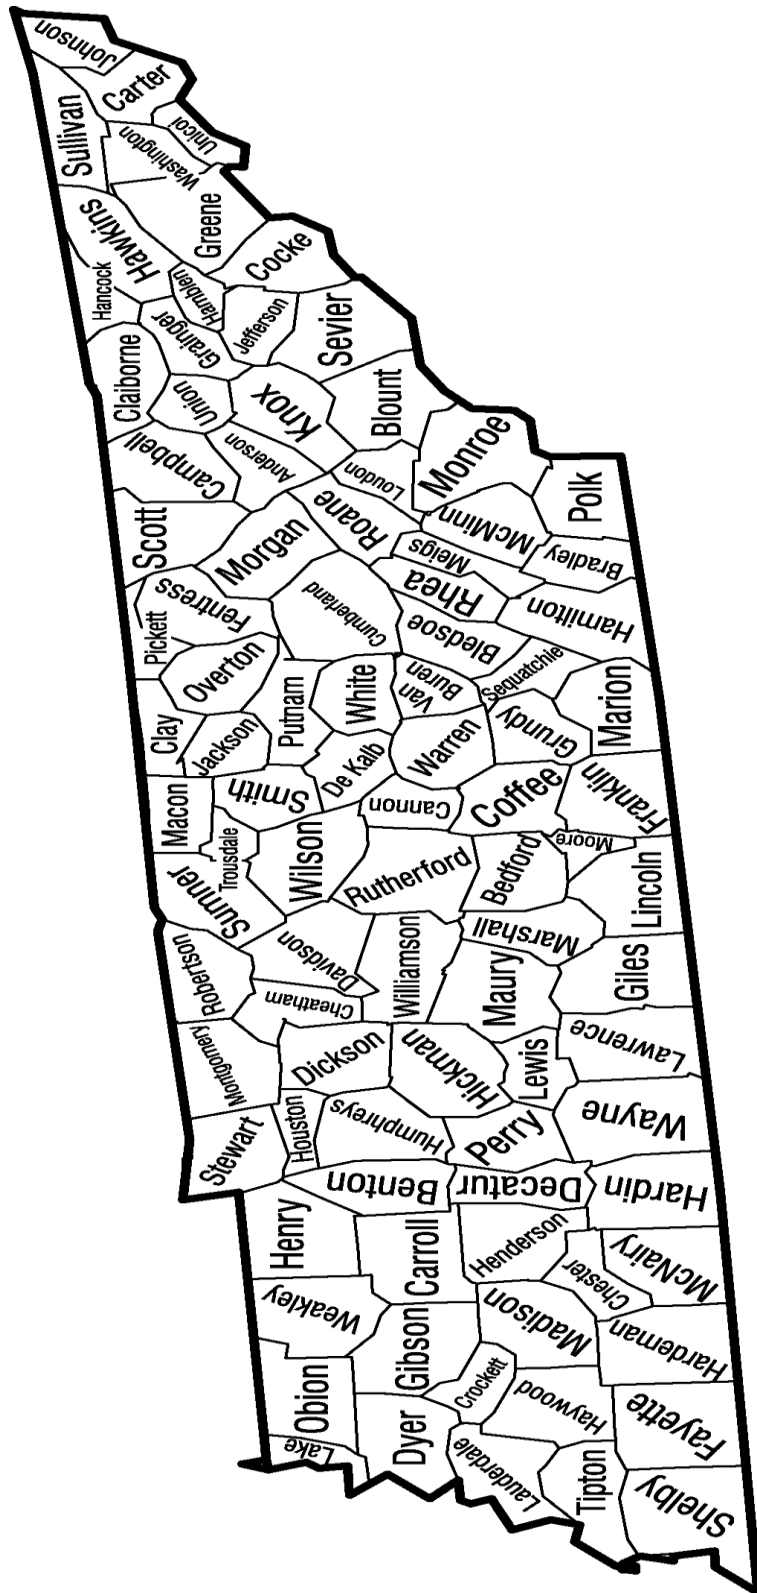 Johnson
Carter
Sullivan
Unicoi
Washington
Greene
Hawkins
Cocke
Hancock
Hamblen
Jefferson
Grainger
Sevier
Claiborne
Union
Knox
Blount
Campbell
Anderson
Loudon
Monroe
Polk
Scott
Morgan
Roane
McMinn
Meigs
Bradley
Rhea
Hamilton
Fentress
Pickett
Cumberland
Bledsoe
Sequatchie
Overton
Putnam
White
Van
Buren
Marion
Clay
Jackson
De Kalb
Warren
Grundy
Macon
Smith
Cannon
Coffee
Franklin
Trousdale
Wilson
Rutherford
Bedford
Moore
Lincoln
Sumner
Davidson
Williamson
Marshall
Giles
Robertson
Cheatham
Maury
Montgomery
Dickson
Hickman
Lewis
Lawrence
Stewart
Houston
Humphreys
Perry
Wayne
Benton
Decatur
Hardin
Henry
Carroll
Henderson
Chester
McNairy
Weakley
Gibson
Madison
Hardeman
Obion
Crockett
Haywood
Fayette
Lake
Dyer
Lauderdale
Tipton
Shelby